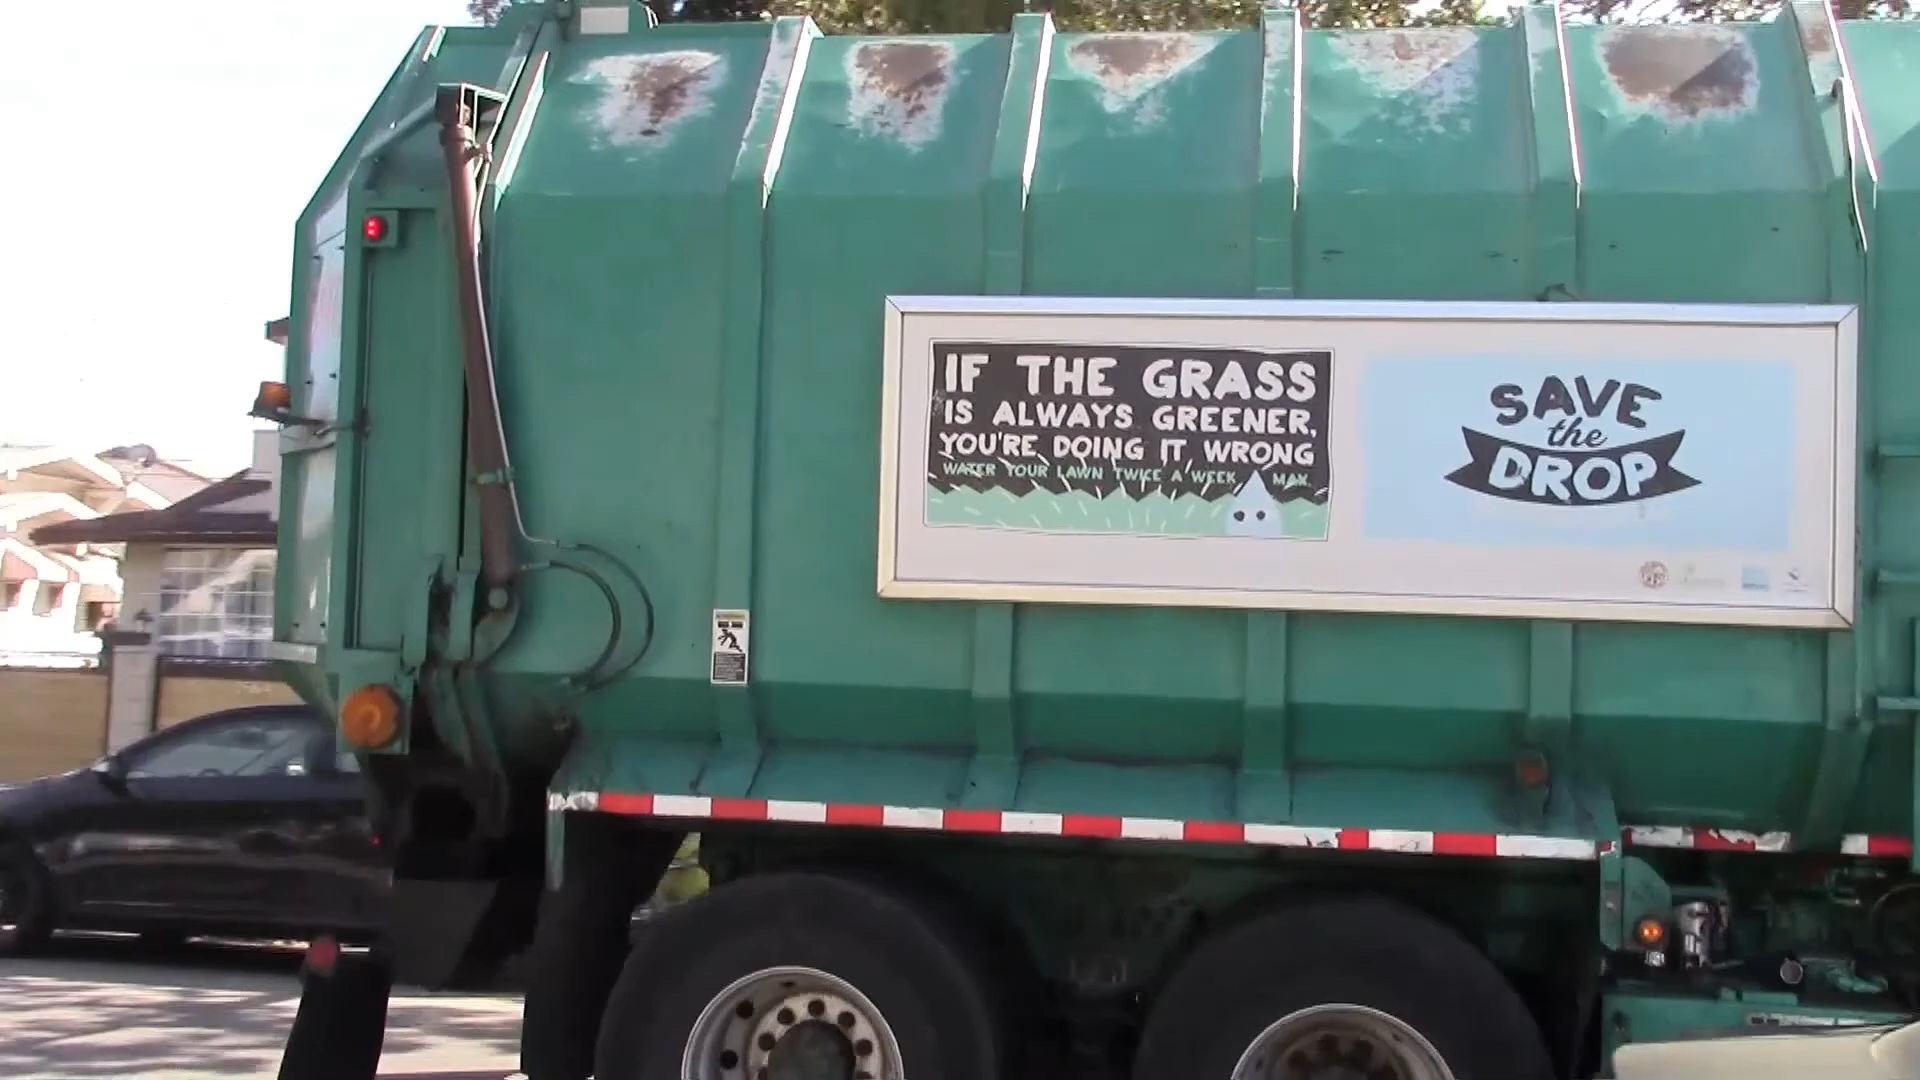 IF THE GRASS
IS ALWAYS GREENER,
YOU'RE DOING IT WRONG
WATER YOUR LAWN TWICE A WEEK, MAX.
SAVE
the
DROP